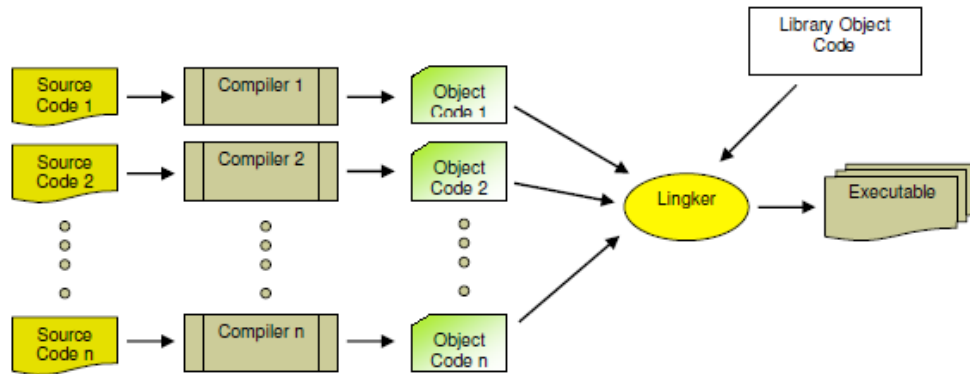 Library Object
Code
Source
Code 1
Compiler 1
Object
Code 1
Source
Code 2
Compiler 2
Object
Code 2
Lingker
Executable
Source
Code n
Compiler n
Object
Code n